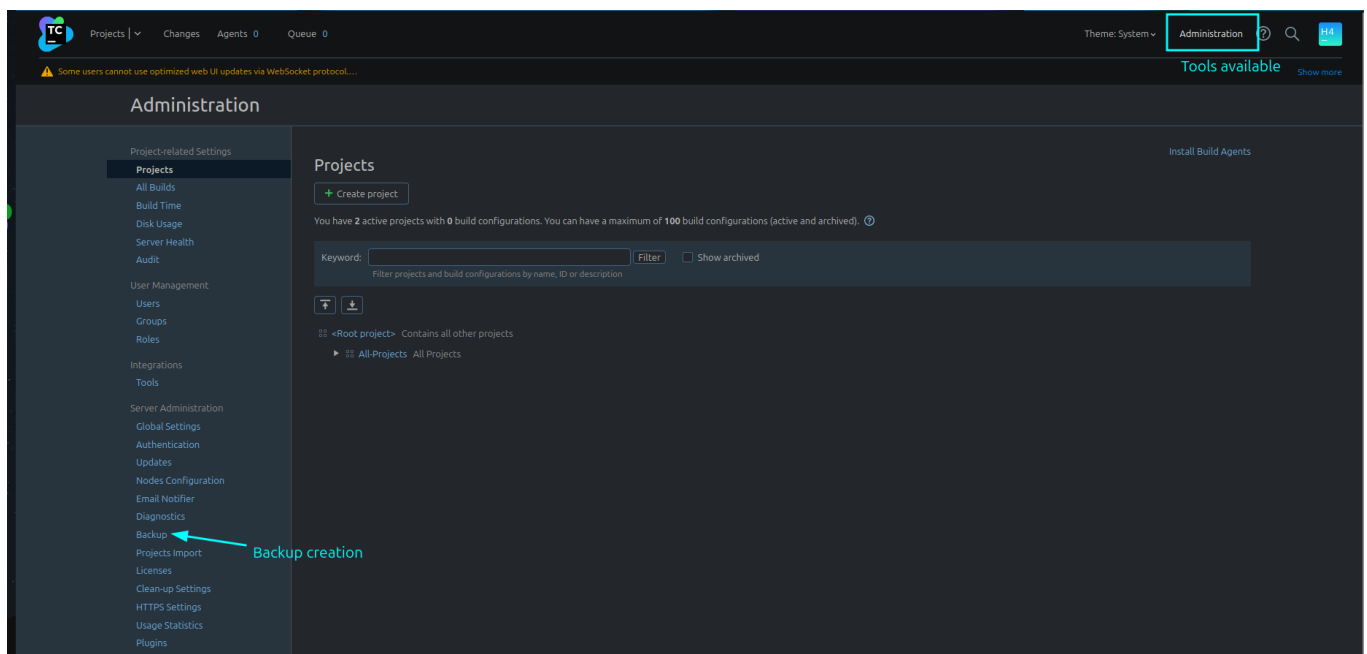 TC
Projects Changes Agents 0 Queue 0 Theme: System Administration ? H4
Some users cannot use optimized web UI updates via WebSocket protocol....
Tools available
Show more
Administration
Project-related Settings
Projects
All Builds
Build Time
Disk Usage
Server Health
Audit
User Management
Users
Groups
Roles
Integrations
Tools
Server Administration
Global Settings
Authentication
Updates
Nodes Configuration
Email Notifier
Diagnostics
Backup
Projects Import
Licenses
Clean-up Settings
HTTPS Settings
Usage Statistics
Plugins
Backup creation
Install Build Agents
Projects
+ Create project
You have 2 active projects with 0 build configurations. You can have a maximum of 100 build configurations (active and archived). ?
Keyword: Filter Show archived
Filter projects and build configurations by name, ID or description
<Root project> Contains all other projects
All-Projects All Projects